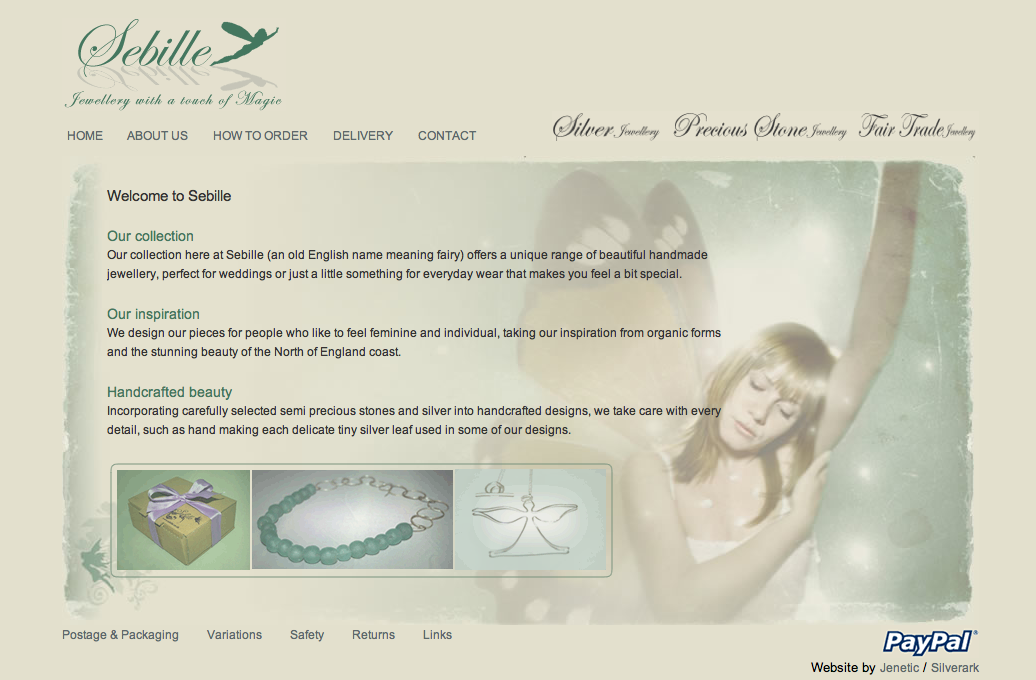 Sebille
Jewellery with a touch of Magic
HOME ABOUT US HOW TO ORDER DELIVERY CONTACT
Silver Jewellery Precious Stone Jewellery Fair Trade Jewellery
Welcome to Sebille
Our collection
Our collection here at Sebille (an old English name meaning fairy) offers a unique range of beautiful handmade
jewellery, perfect for weddings or just a little something for everyday wear that makes you feel a bit special.
Our inspiration
We design our pieces for people who like to feel feminine and individual, taking our inspiration from organic forms
and the stunning beauty of the North of England coast.
Handcrafted beauty
Incorporating carefully selected semi precious stones and silver into handcrafted designs, we take care with every
detail, such as hand making each delicate tiny silver leaf used in some of our designs.
Postage & Packaging Variations Safety Returns Links
PayPal®
Website by Jenetic / Silverark